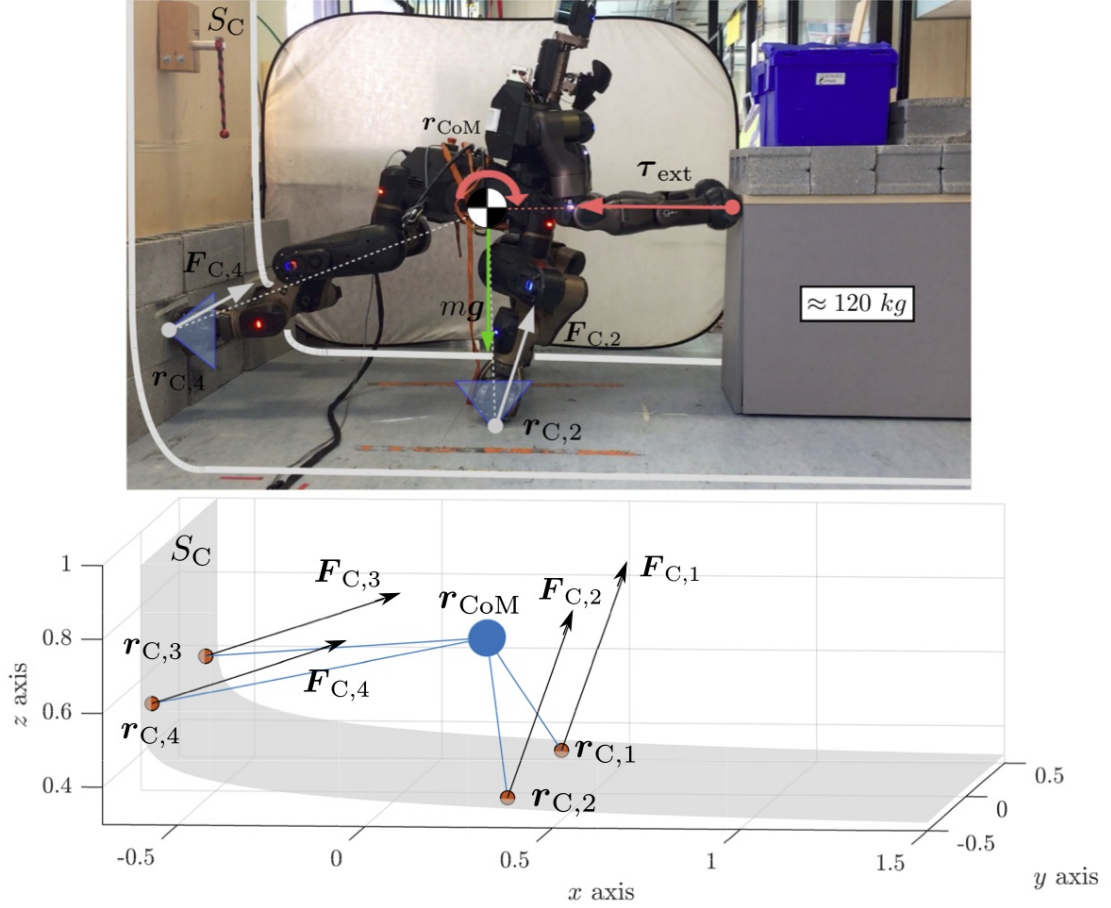 S_C
r_CoM
τ_ext
F_C,4
mg
≈ 120 kg
F_C,2
r_C,4
r_C,2
S_C
F_C,3
F_C,1
r_CoM
F_C,2
r_C,3
F_C,4
r_C,4
r_C,1
r_C,2
1
0.8
0.6
0.4
z axis
-0.5
0
0.5
1
1.5
x axis
0.5
0
-0.5
y axis